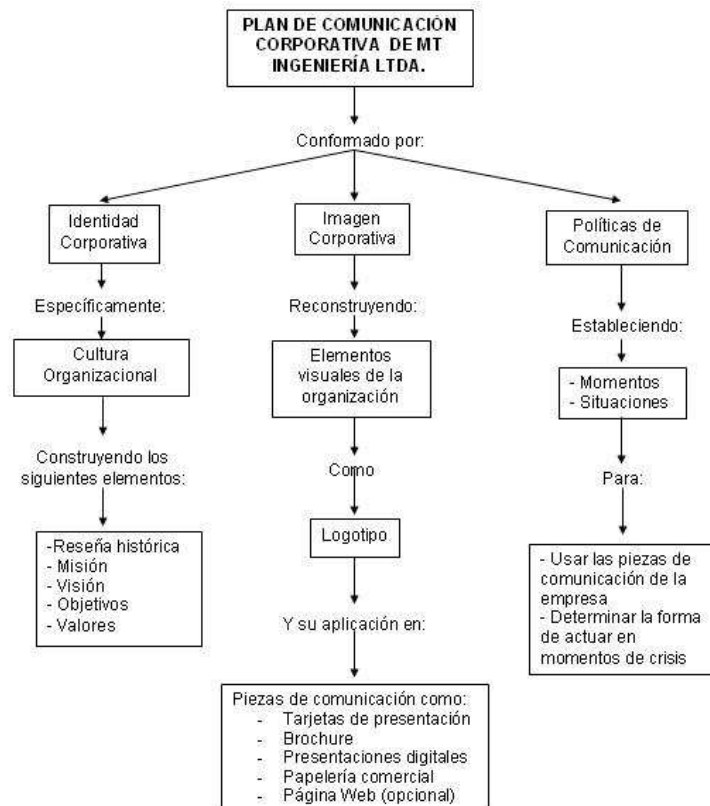 PLAN DE COMUNICACIÓN
CORPORATIVA DE MT
INGENIERÍA LTDA.
Conformado por:
Identidad
Corporativa
Imagen
Corporativa
Políticas de
Comunicación
Específicamente:
Reconstruyendo:
Estableciendo:
Cultura
Organizacional
Elementos
visuales de la
organización
- Momentos
- Situaciones
Construyendo los
siguientes elementos:
Como
Para:
-Reseña histórica
- Misión
- Visión
- Objetivos
- Valores
Logotipo
- Usar las piezas de
comunicación de la
empresa
- Determinar la forma
de actuar en
momentos de crisis
Y su aplicación en:
Piezas de comunicación como:
- Tarjetas de presentación
- Brochure
- Presentaciones digitales
- Papelería comercial
- Página Web (opcional)